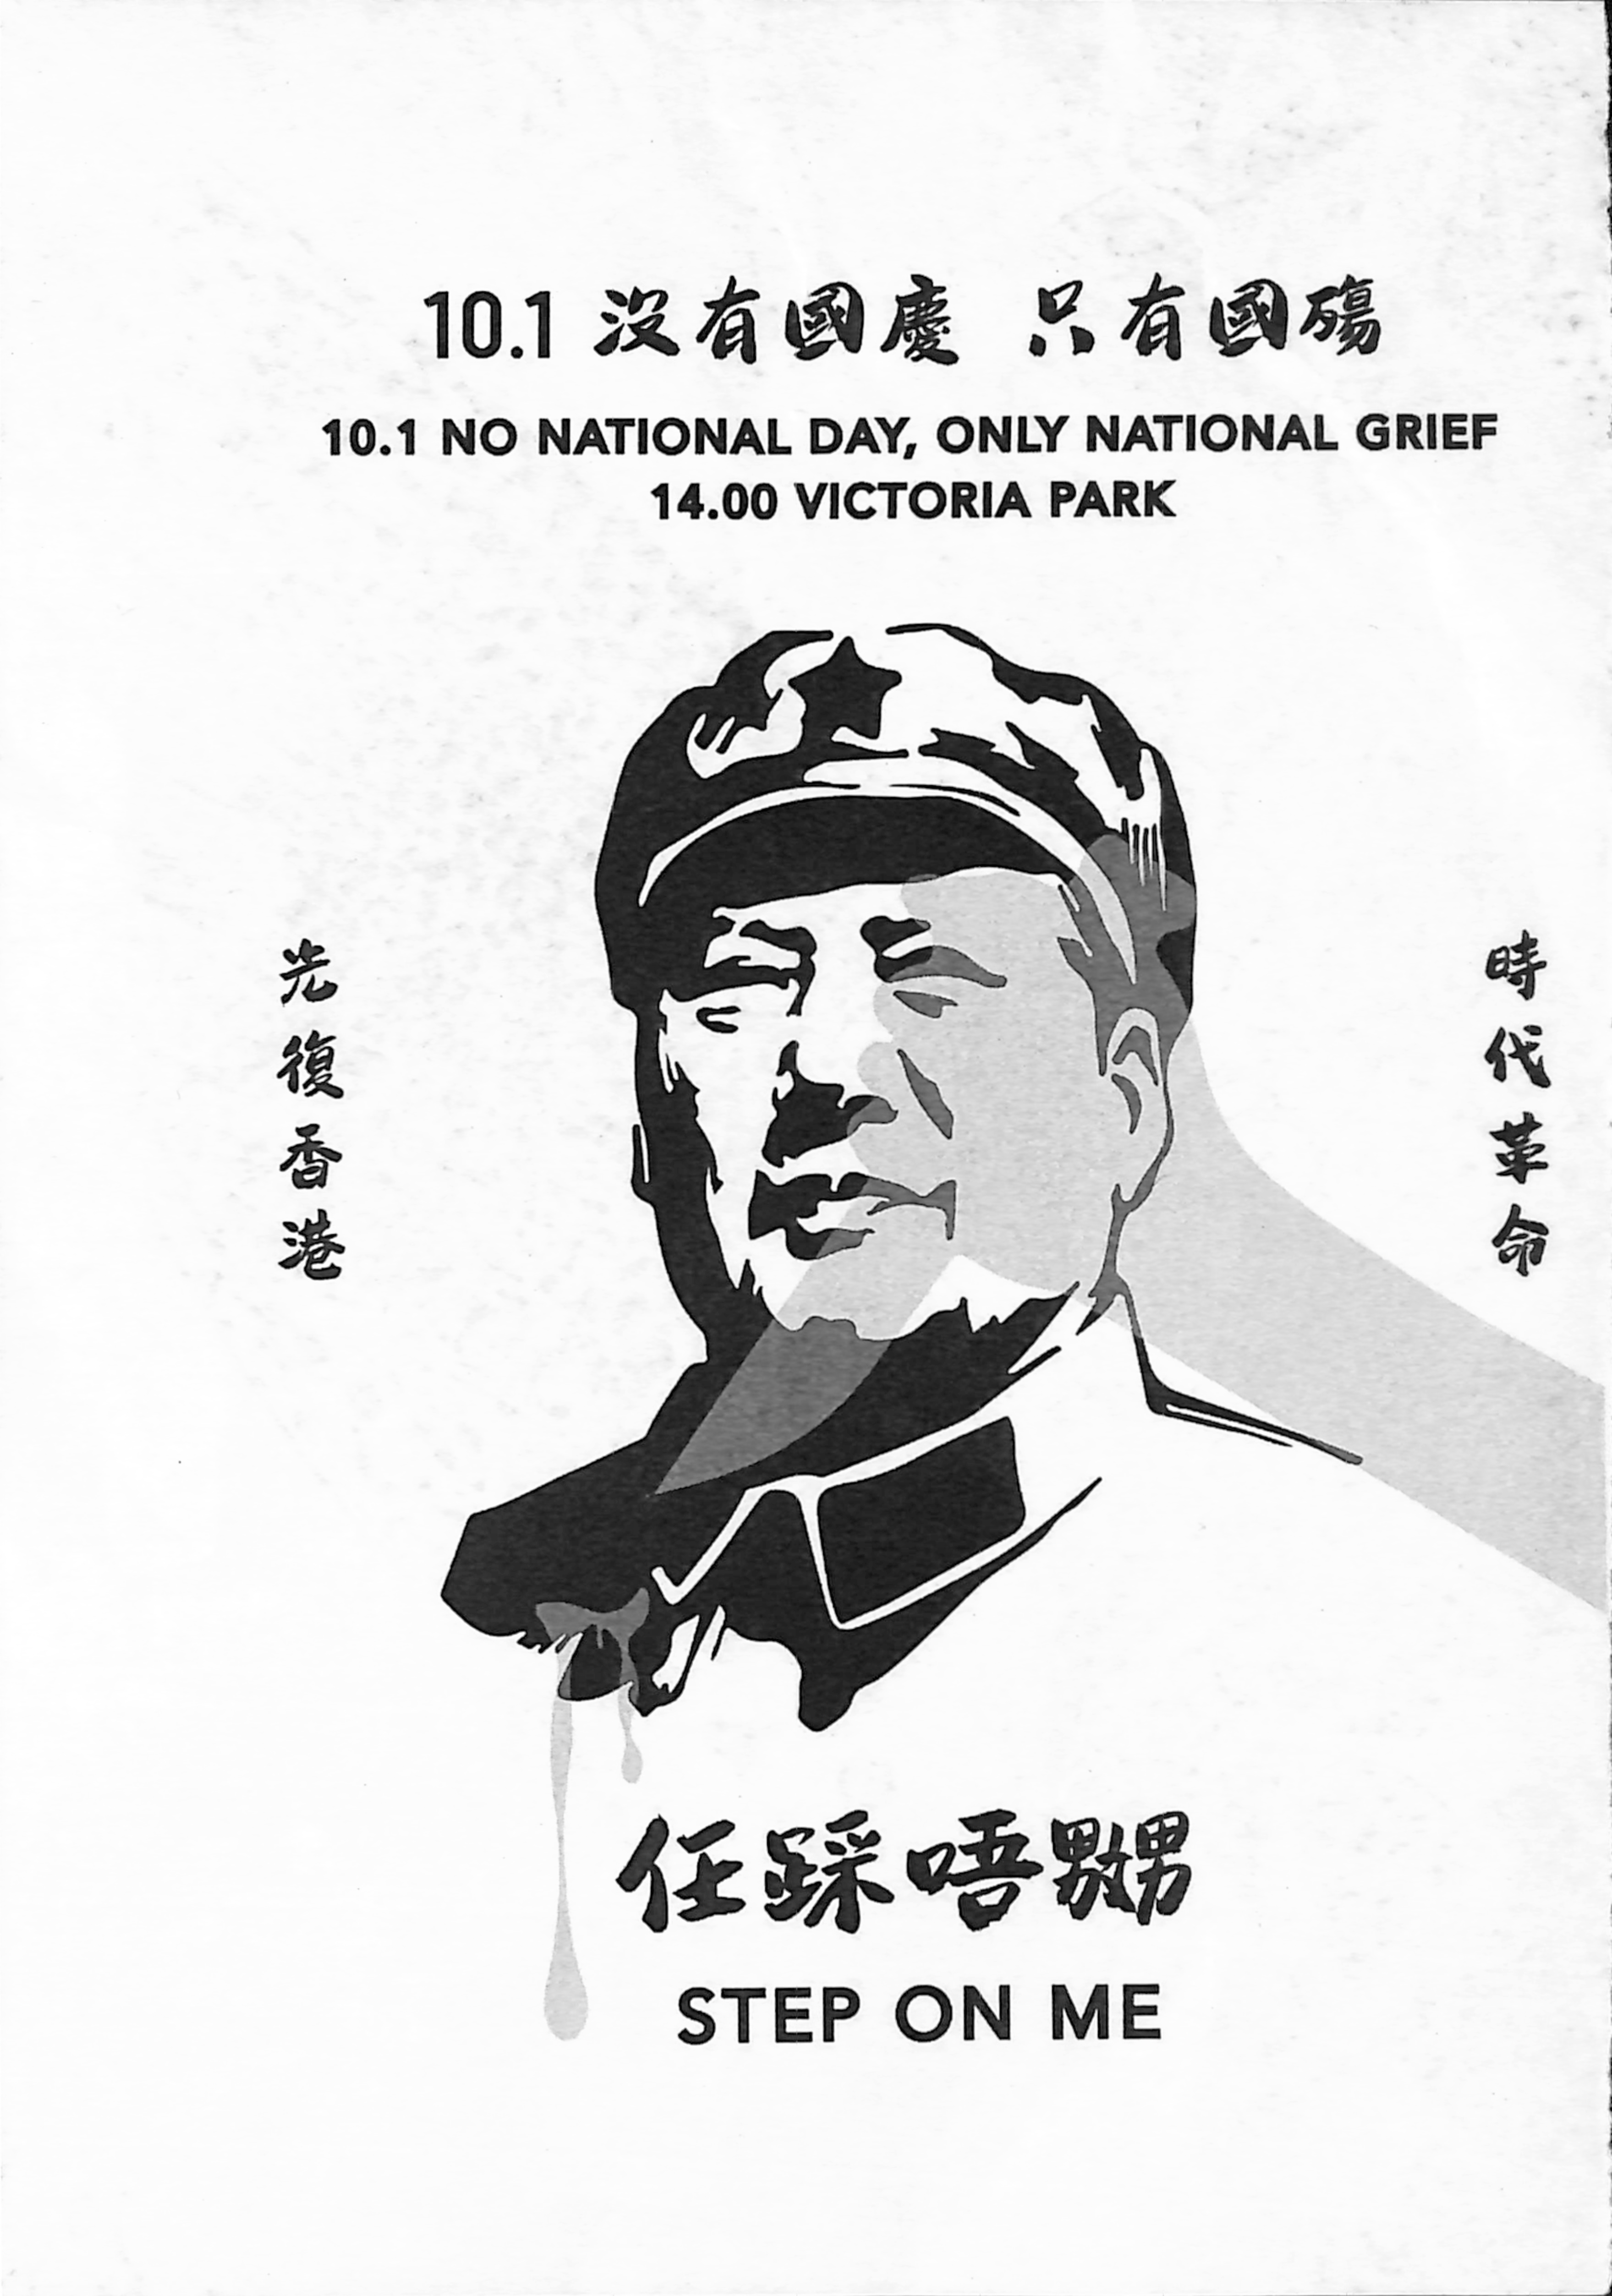 10.1 沒有國慶 只有國殤
10.1 NO NATIONAL DAY, ONLY NATIONAL GRIEF
14.00 VICTORIA PARK
光復香港
時代革命
任踩唔嬲
STEP ON ME